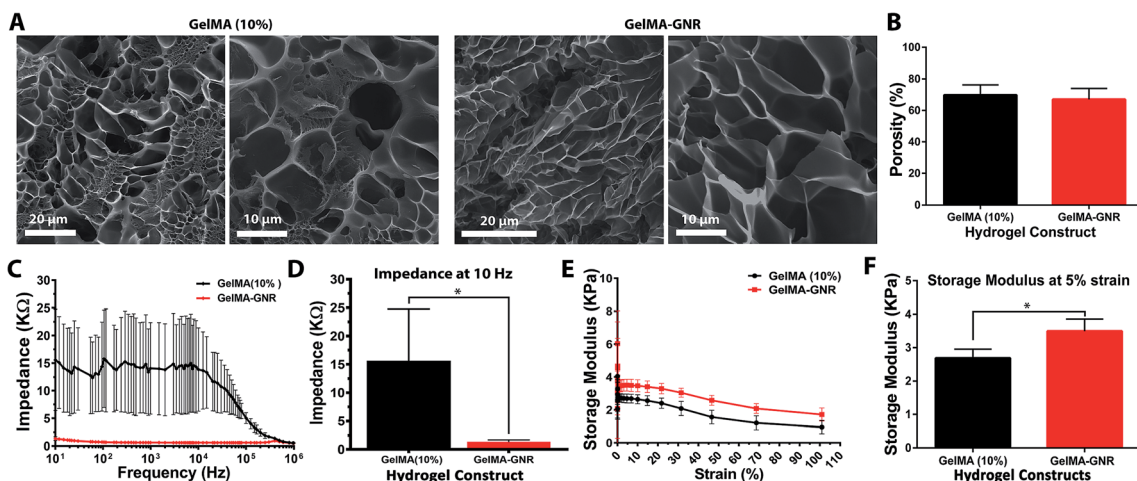 A
GelMA (10%)
GelMA-GNR
20 μm
10 μm
20 μm
10 μm
B
Porosity (%)
100
80
60
40
20
0
GelMA (10%)
GelMA-GNR
Hydrogel Construct
C
Impedance (KΩ)
30
25
20
15
10
5
0
GelMA(10% )
GelMA-GNR
10¹
10²
10³
10⁴
10⁵
10⁶
Frequency (Hz)
D
Impedance at 10 Hz
Impedance (KΩ)
30
25
20
15
10
5
0
*
GelMA(10%)
GelMA-GNR
Hydrogel Construct
E
Storage Modulus (KPa)
10
8
6
4
2
0
GelMA (10%)
GelMA-GNR
0
10
20
30
40
50
60
70
80
90
100
110
Strain (%)
F
Storage Modulus at 5% strain
Storage Modulus (KPa)
5
4
3
2
1
0
*
GelMA (10%)
GelMA-GNR
Hydrogel Constructs